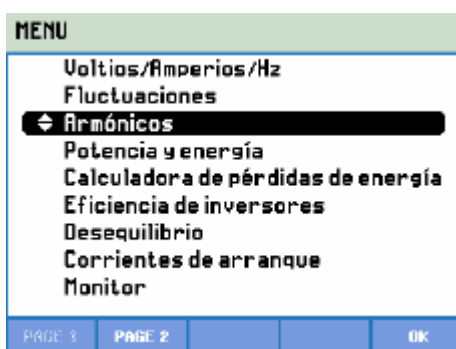 MENU
Voltios/Amperios/Hz
Fluctuaciones
Armónicos
Potencia y energía
Calculadora de pérdidas de energía
Eficiencia de inversores
Desequilibrio
Corrientes de arranque
Monitor
PAGE 1 PAGE 2 OK